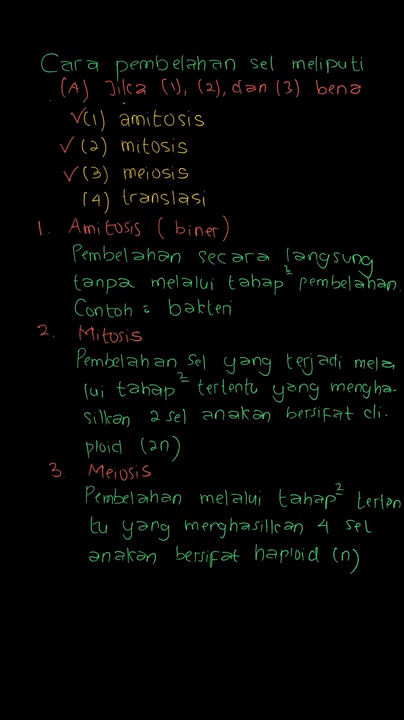 Cara pembelahan sel meliputi
(A) Jika (1), (2), dan (3) bena
✓(1) amitosis
✓(2) mitosis
✓(3) meiosis
(4) translasi
1. Amitosis (biner)
Pembelahan secara langsung
tanpa melalui tahap² pembelahan.
Contoh = bakteri
2. Mitosis
Pembelahan sel yang terjadi mela
lui tahap² tertentu yang mengha-
silkan 2 sel anakan bersifat di-
ploid (2n)
3. Meiosis
Pembelahan melalui tahap² terten
tu yang menghasilkan 4 sel
anakan bersifat haploid (n)